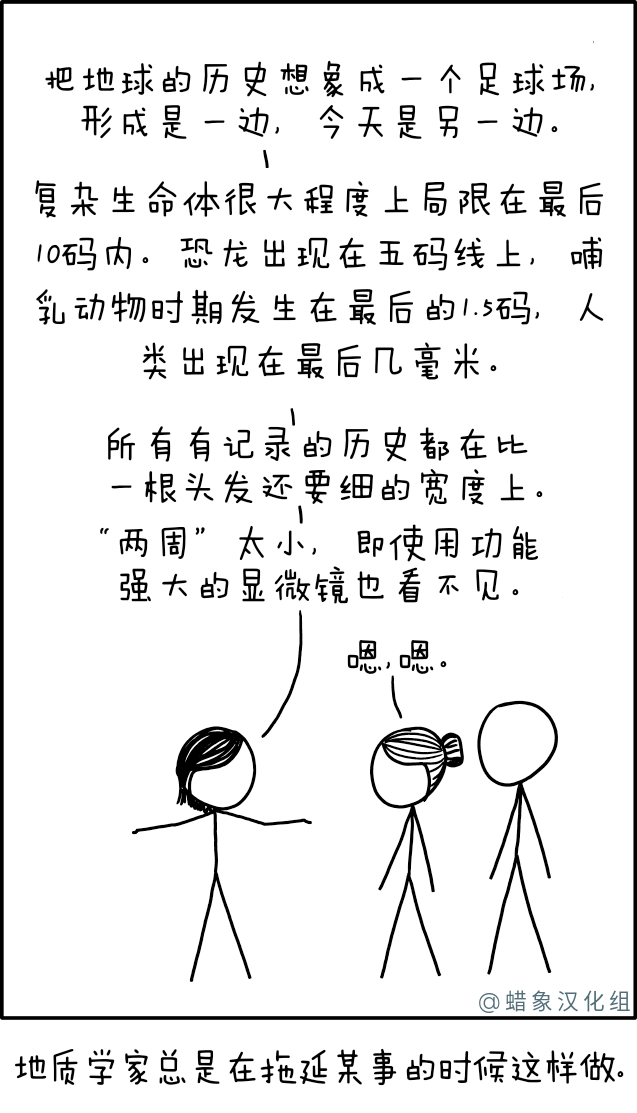 把地球的历史想象成一个足球场,
形成是一边, 今天是另一边。
复杂生命体很大程度上局限在最后
10码内。恐龙出现在五码线上, 哺
乳动物时期发生在最后的1.5码, 人
类出现在最后几毫米。
所有有记录的历史都在比
一根头发还要细的宽度上。
“两周” 太小, 即使用功能
强大的显微镜也看不见。
嗯,嗯。
@蜡象汉化组
地质学家总是在拖延某事的时候这样做。